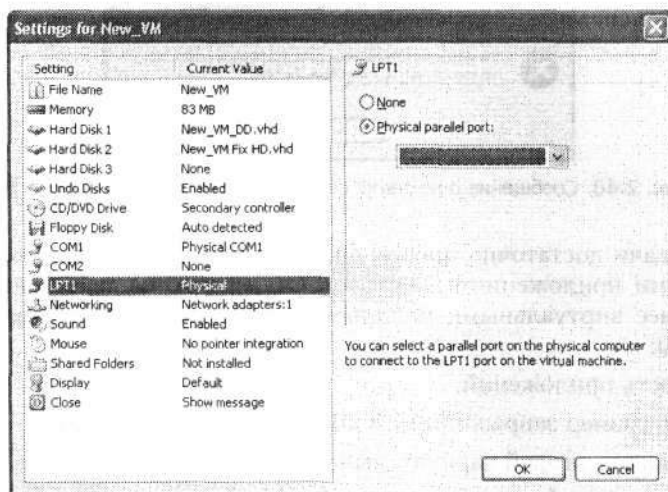 Settings for New_VM
Setting Current Value
File Name New_VM
Memory 83 MB
Hard Disk 1 New_VM_DD.vhd
Hard Disk 2 New_VM Fix HD.vhd
Hard Disk 3 None
Undo Disks Enabled
CD/DVD Drive Secondary controller
Floppy Disk Auto detected
COM1 Physical COM1
COM2 None
LPT1 Physical
Networking Network adapters:1
Sound Enabled
Mouse No pointer integration
Shared Folders Not installed
Display Default
Close Show message
LPT1
None
Physical parallel port:
You can select a parallel port on the physical computer
to connect to the LPT1 port on the virtual machine.
OK Cancel